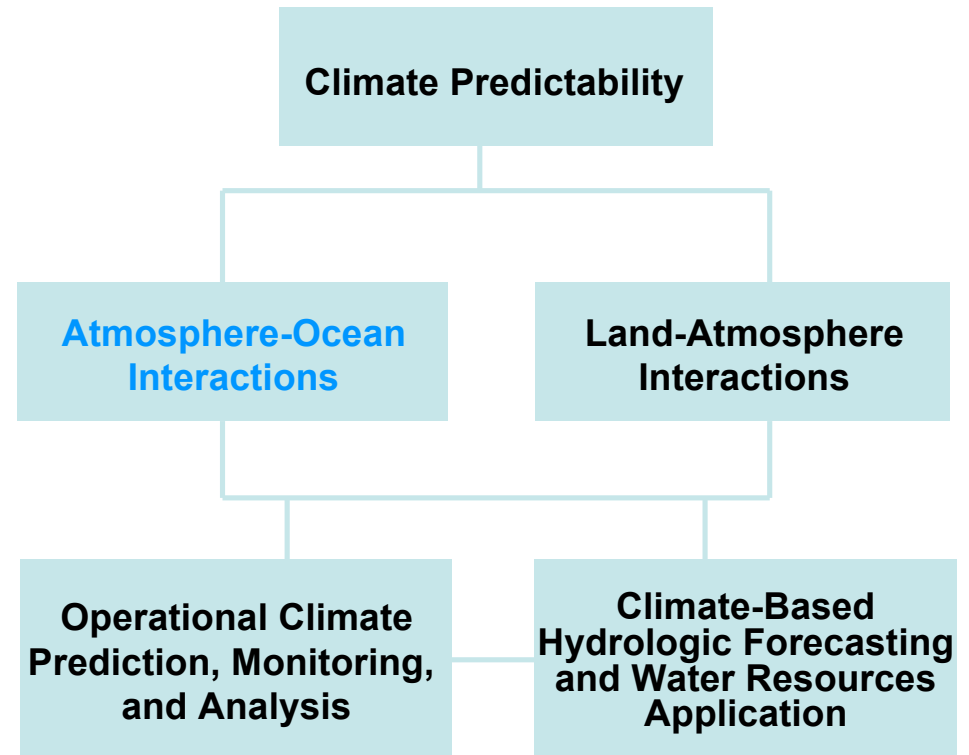 Climate Predictability
Atmosphere-Ocean
Interactions
Land-Atmosphere
Interactions
Operational Climate
Prediction, Monitoring,
and Analysis
Climate-Based
Hydrologic Forecasting
and Water Resources
Application